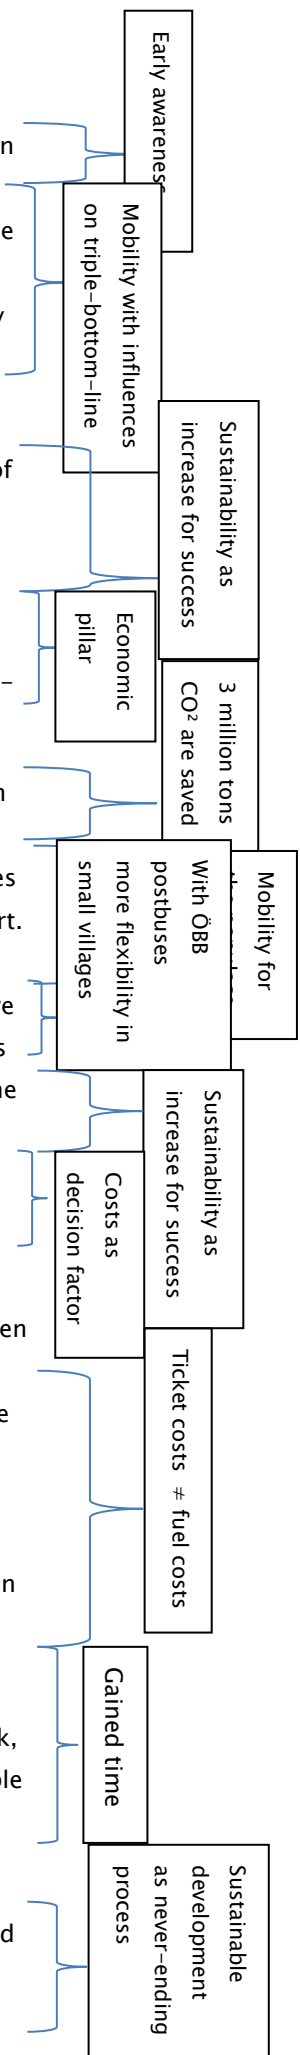 Early awareness
n
e
Mobility with influences
on triple-bottom-line
y
Sustainability as
increase for success
of
Economic
pillar
–
3 million tons
CO² are saved
n
Mobility for
With ÖBB
postbuses
more flexibility in
small villages
es
rt.
re
s
Sustainability as
increase for success
ne
Costs as
decision factor
en
Ticket costs ≠ fuel costs
e
n
Gained time
k,
ble
Sustainable
development
as never-ending
process
d